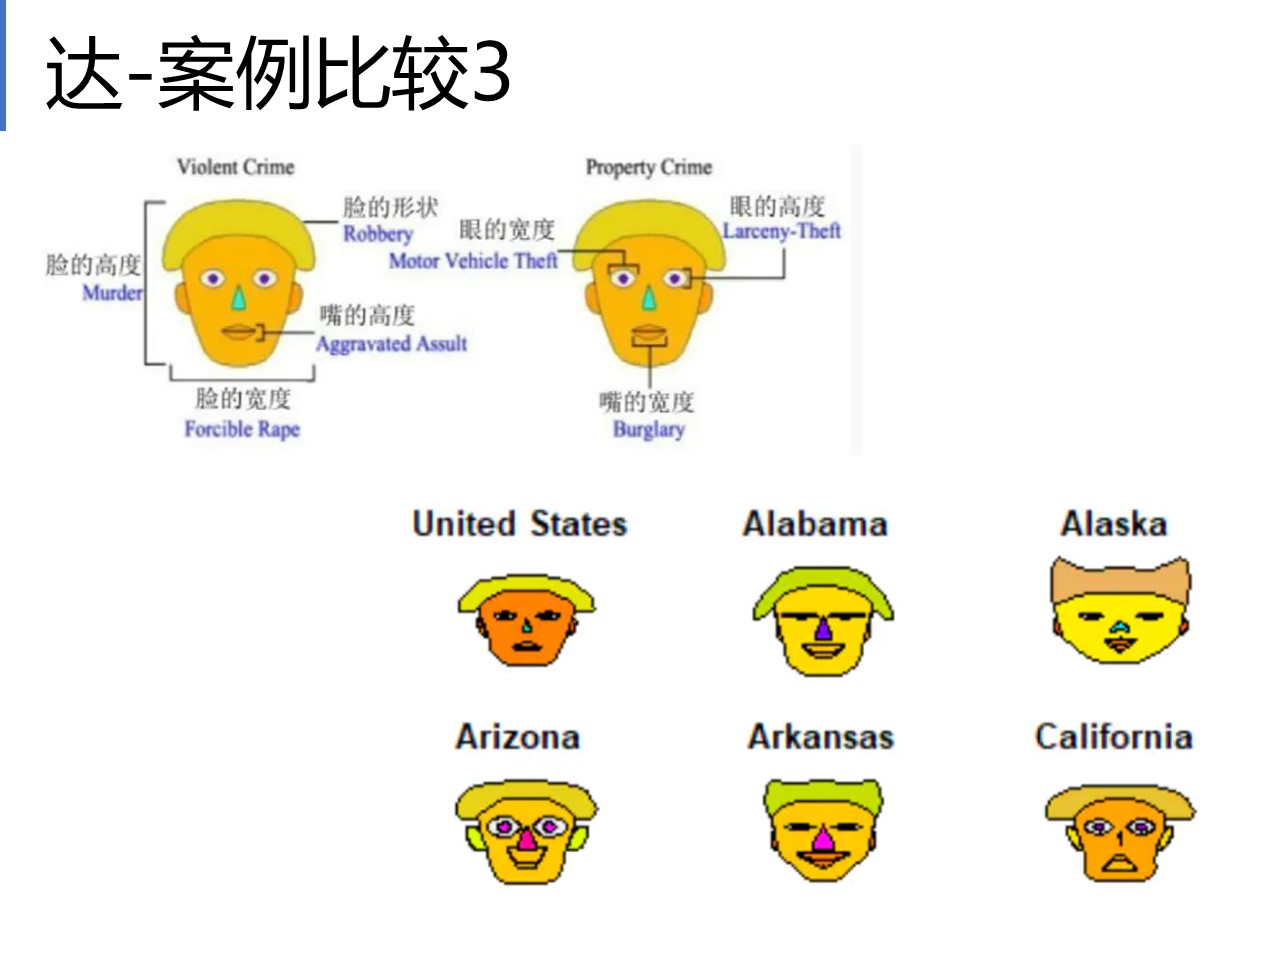 达-案例比较3
Violent Crime
脸的高度
Murder
脸的形状
Robbery
嘴的高度
Aggravated Assult
脸的宽度
Forcible Rape
Property Crime
眼的宽度
Motor Vehicle Theft
眼的高度
Larceny-Theft
嘴的宽度
Burglary
United States
Alabama
Alaska
Arizona
Arkansas
California